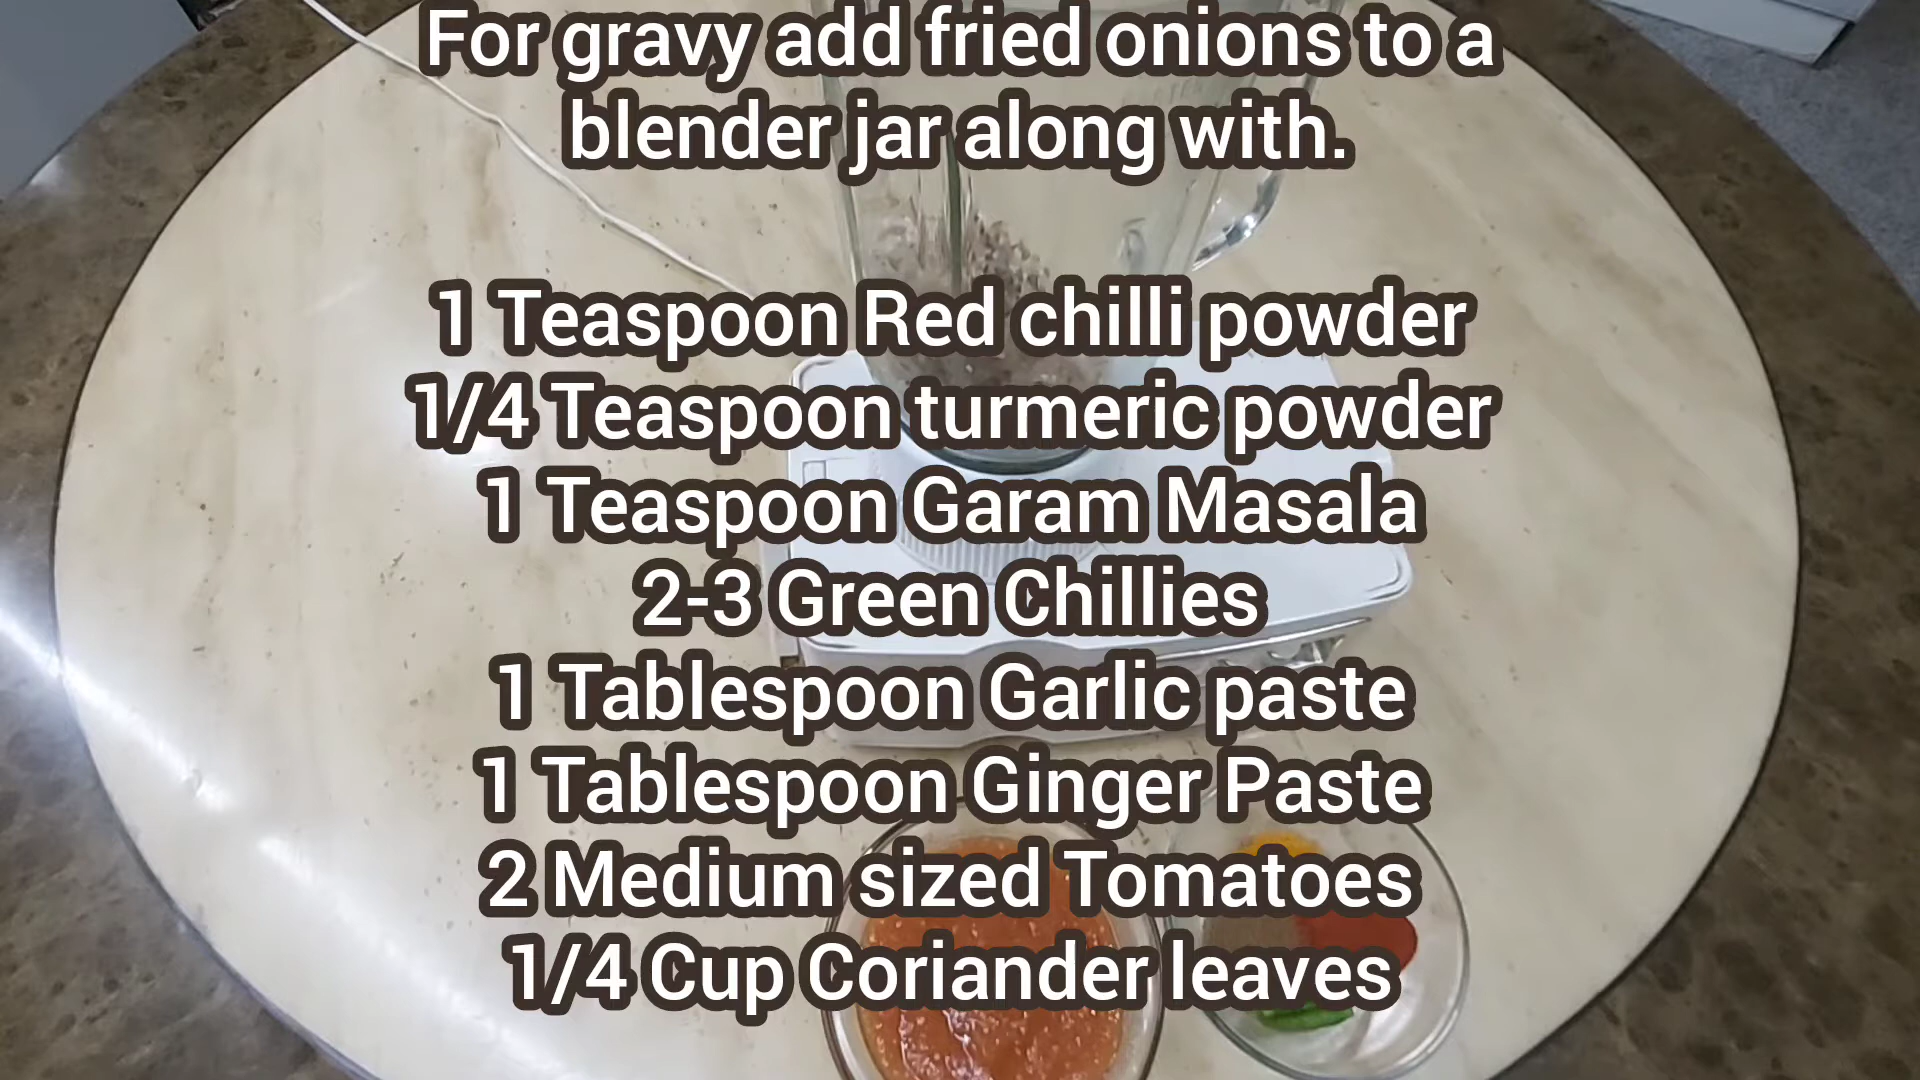 For gravy add fried onions to a
blender jar along with.
1 Teaspoon Red chilli powder
1/4 Teaspoon turmeric powder
1 Teaspoon Garam Masala
2-3 Green Chillies
1 Tablespoon Garlic paste
1 Tablespoon Ginger Paste
2 Medium sized Tomatoes
1/4 Cup Coriander leaves